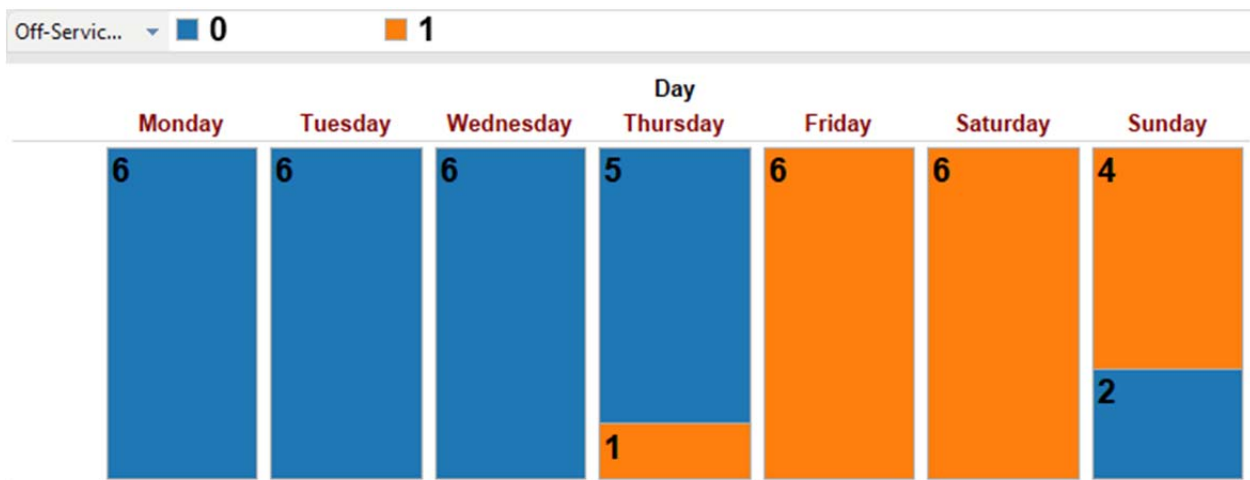 Off-Servic... 0 1
Day
Monday Tuesday Wednesday Thursday Friday Saturday Sunday
6 6 6 5 6 6 4
2
1